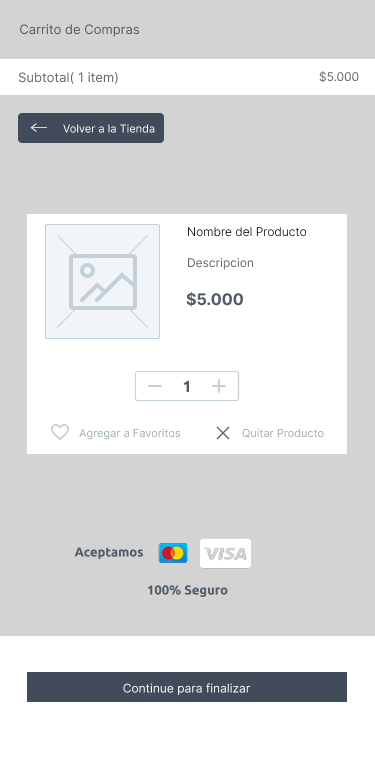 Carrito de Compras
Subtotal( 1 item) $5.000
Volver a la Tienda
Nombre del Producto
Descripcion
$5.000
1
Agregar a Favoritos Quitar Producto
Aceptamos VISA
100% Seguro
Continue para finalizar